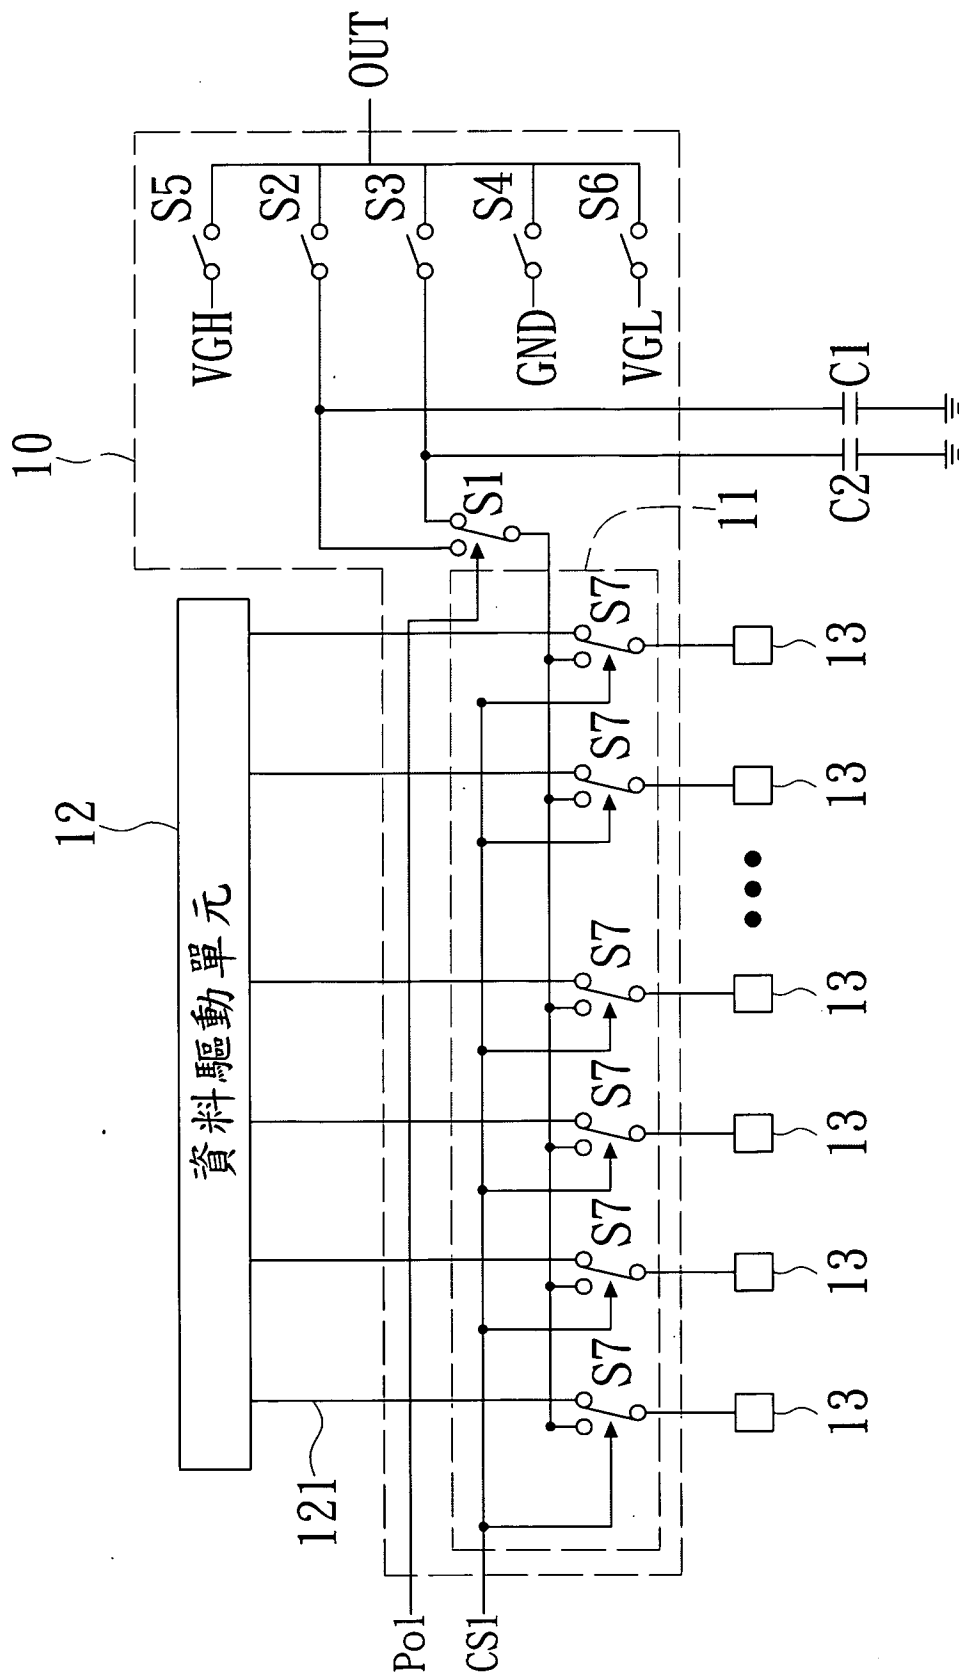 10
OUT
S5
VGH
S2
S3
S4
GND
S6
VGL
S1
C1
C2
11
12
資料驅動單元
121
Pol
CS1
S7
S7
S7
S7
S7
S7
13
13
13
13
13
13